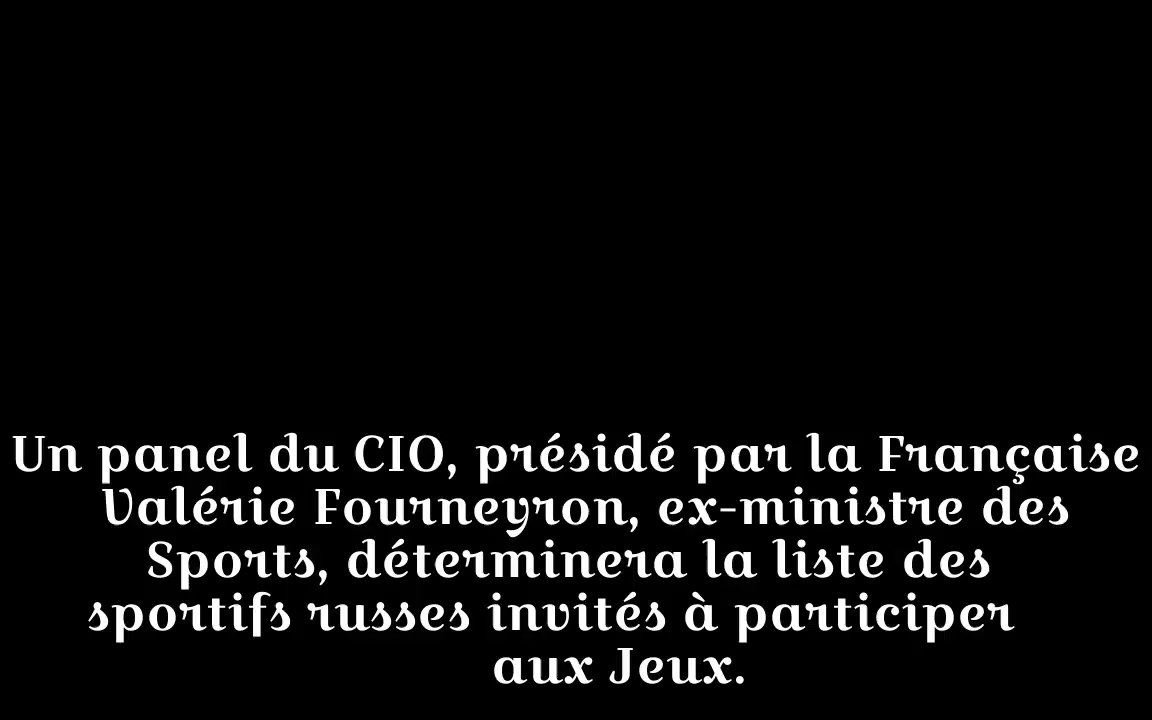 Un panel du CIO, présidé par la Française
Valérie Fourneyron, ex-ministre des
Sports, déterminera la liste des
sportifs russes invités à participer
aux Jeux.